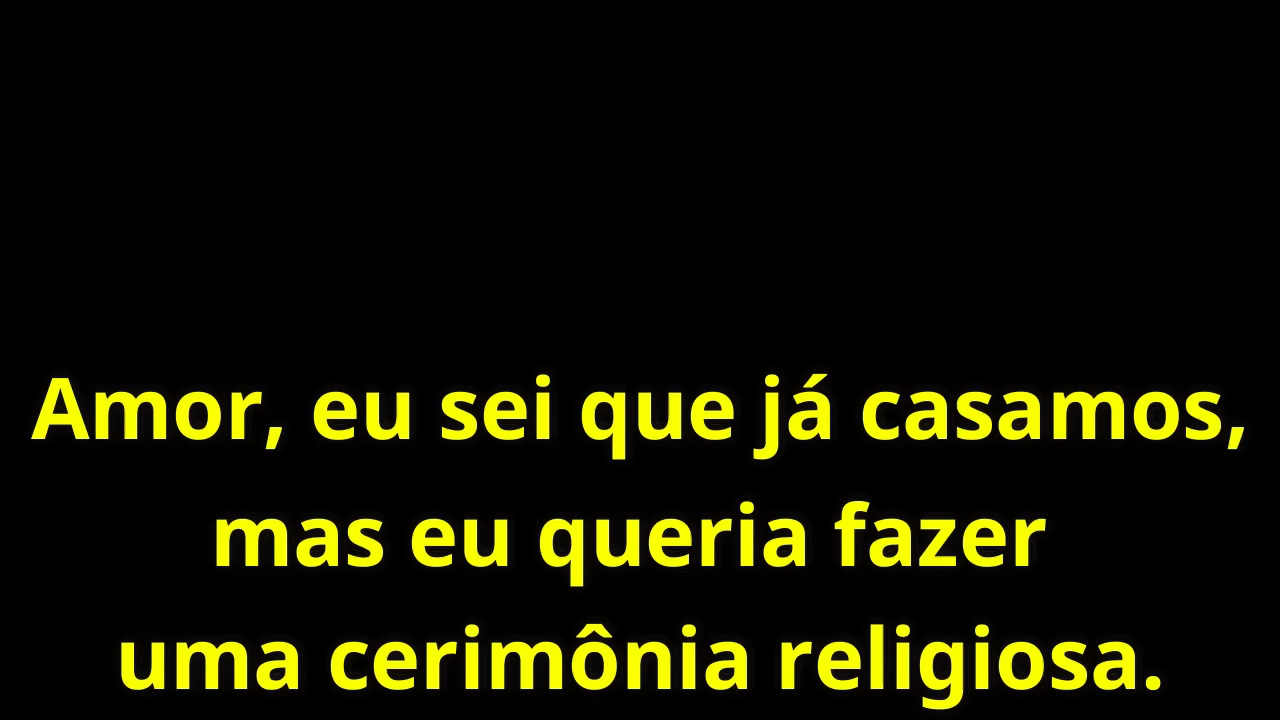 Amor, eu sei que já casamos,
mas eu queria fazer
uma cerimônia religiosa.